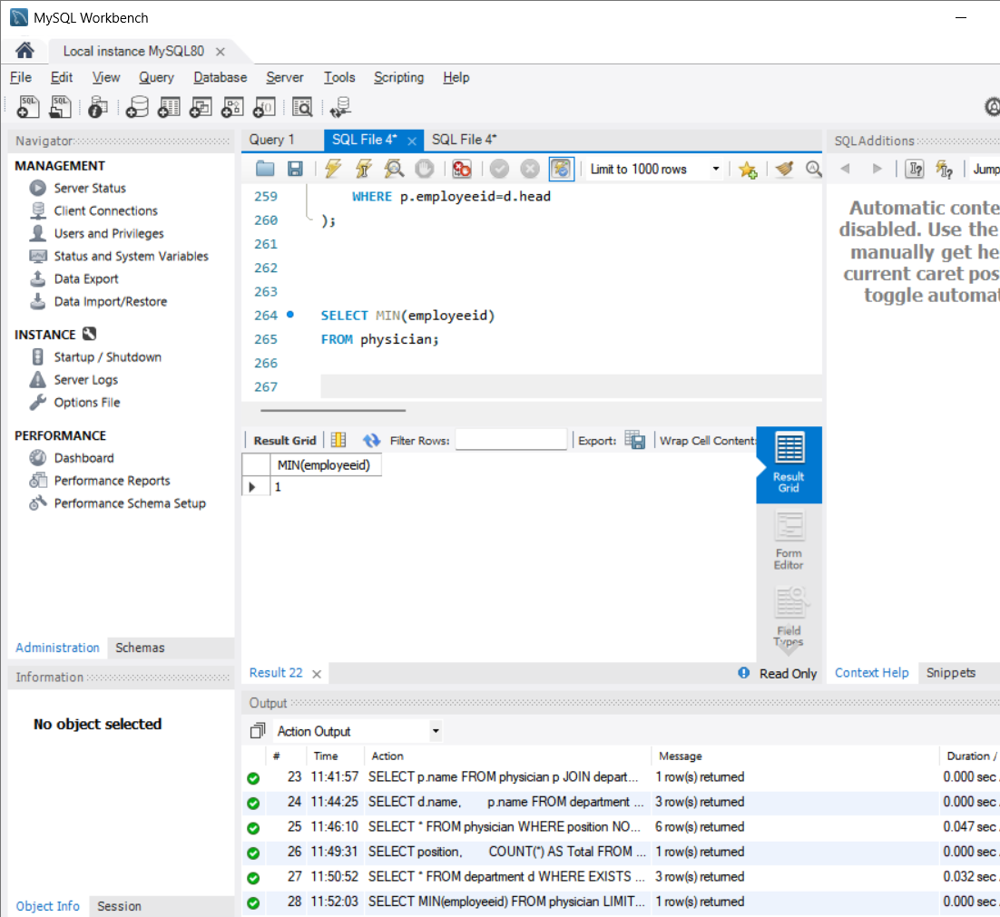 MySQL Workbench
Local instance MySQL80
File Edit View Query Database Server Tools Scripting Help
Navigator
MANAGEMENT
Server Status
Client Connections
Users and Privileges
Status and System Variables
Data Export
Data Import/Restore
INSTANCE
Startup / Shutdown
Server Logs
Options File
PERFORMANCE
Dashboard
Performance Reports
Performance Schema Setup
Administration Schemas
Information
No object selected
Object Info Session
Query 1 SQL File 4* SQL File 4*
Limit to 1000 rows
259 WHERE p.employeeid=d.head
260 );
261
262
263
264 SELECT MIN(employeeid)
265 FROM physician;
266
267
Result Grid Filter Rows: Export: Wrap Cell Content:
MIN(employeeid)
1
Result Grid
Form Editor
Field Types
Result 22 Read Only
SQLAdditions
Jump
Automatic conte
disabled. Use the
manually get he
current caret pos
toggle automat
Context Help Snippets
Output
Action Output
# Time Action Message Duration /
23 11:41:57 SELECT p.name FROM physician p JOIN depart... 1 row(s) returned 0.000 sec
24 11:44:25 SELECT d.name, p.name FROM department ... 3 row(s) returned 0.000 sec
25 11:46:10 SELECT * FROM physician WHERE position NO... 6 row(s) returned 0.047 sec
26 11:49:31 SELECT position, COUNT(*) AS Total FROM ... 1 row(s) returned 0.000 sec
27 11:50:52 SELECT * FROM department d WHERE EXISTS ... 3 row(s) returned 0.032 sec
28 11:52:03 SELECT MIN(employeeid) FROM physician LIMIT... 1 row(s) returned 0.000 sec